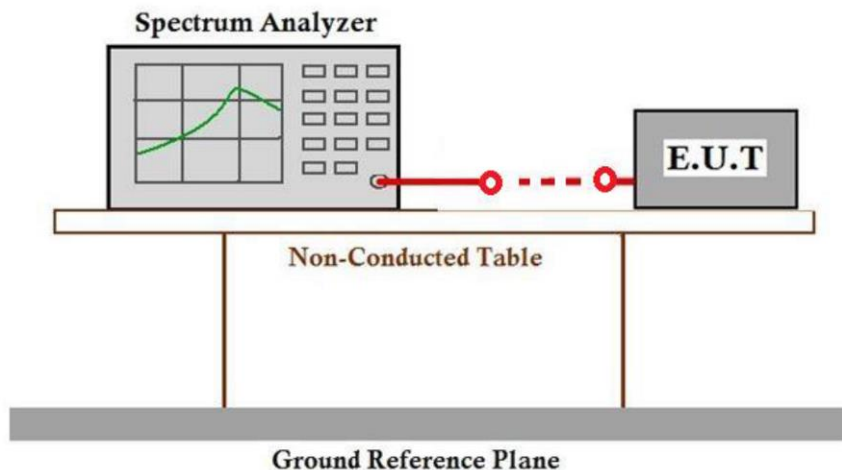 Spectrum Analyzer
E.U.T
Non-Conducted Table
Ground Reference Plane